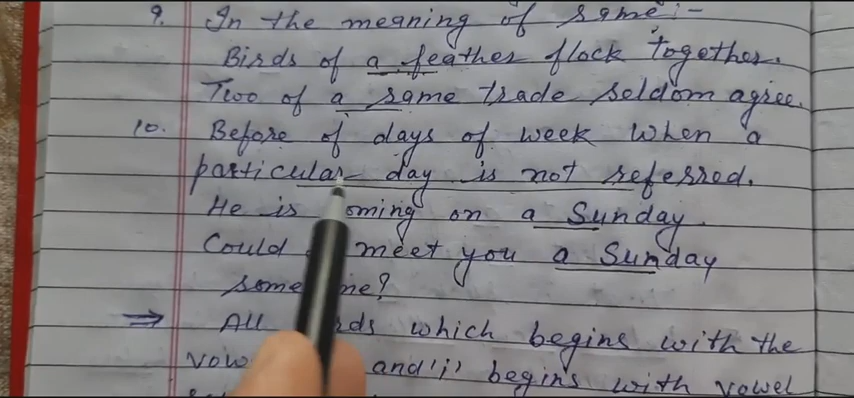 9. In the meaning of same :-
Birds of a feather flock together.
Two of a same trade seldom agree.
10. Before of days of week when a
particular day is not referred.
He is coming on a Sunday.
Could meet you a Sunday
some?
⇒ All which begins with the
and 'i' begins with vowel